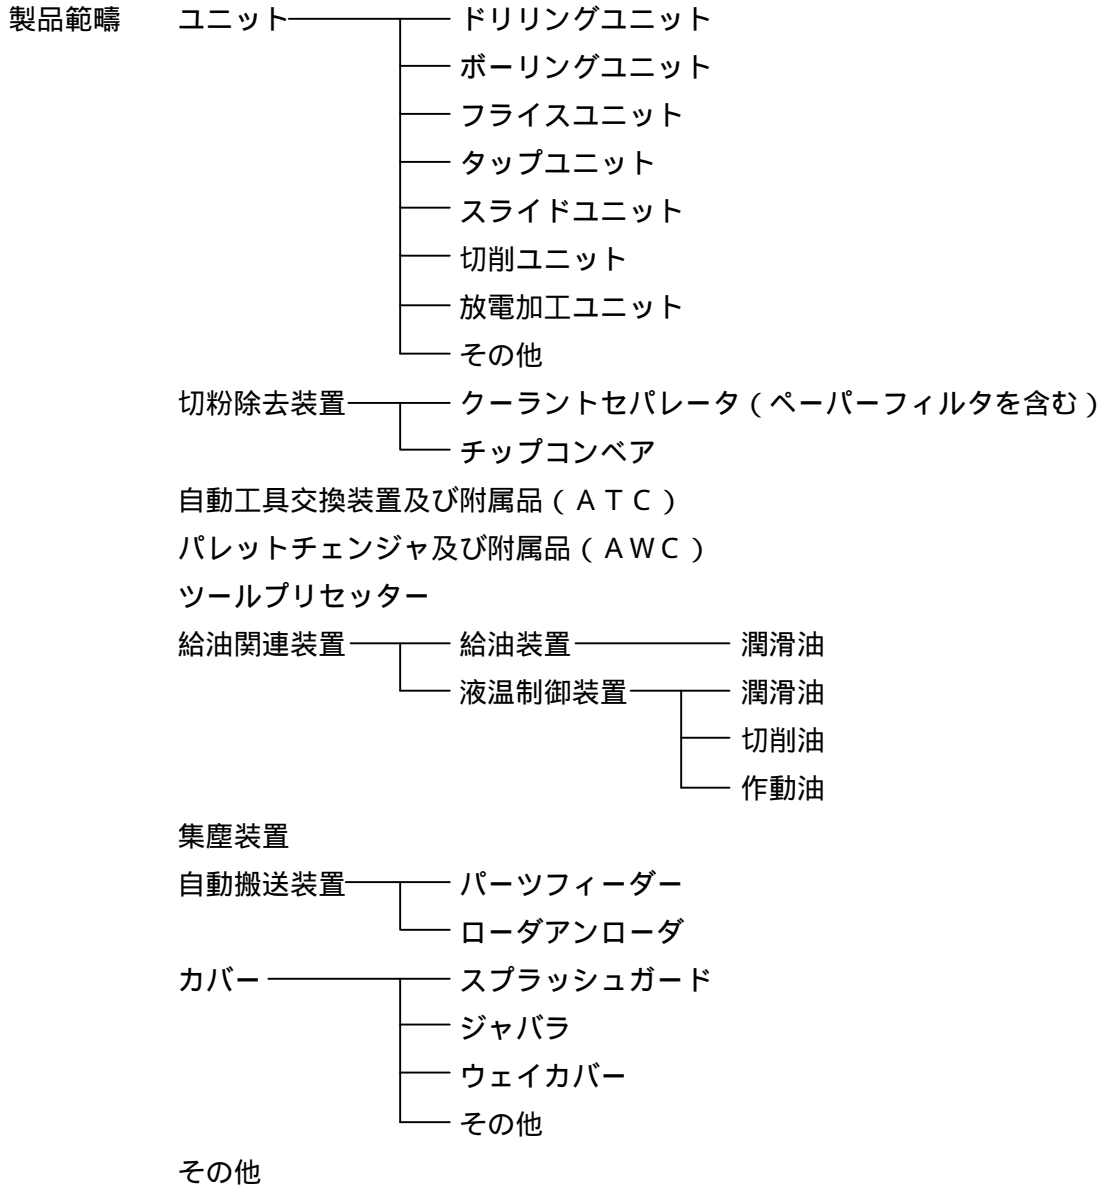 製品範疇 ユニット ドリリングユニット
ボーリングユニット
フライスユニット
タップユニット
スライドユニット
切削ユニット
放電加工ユニット
その他
切粉除去装置 クーラントセパレータ（ペーパーフィルタを含む）
チップコンベア
自動工具交換装置及び附属品（ＡＴＣ）
パレットチェンジャ及び附属品（ＡＷＣ）
ツールプリセッター
給油関連装置 給油装置 潤滑油
液温制御装置 潤滑油
切削油
作動油
集塵装置
自動搬送装置 パーツフィーダー
ローダアンローダ
カバー スプラッシュガード
ジャバラ
ウェイカバー
その他
その他